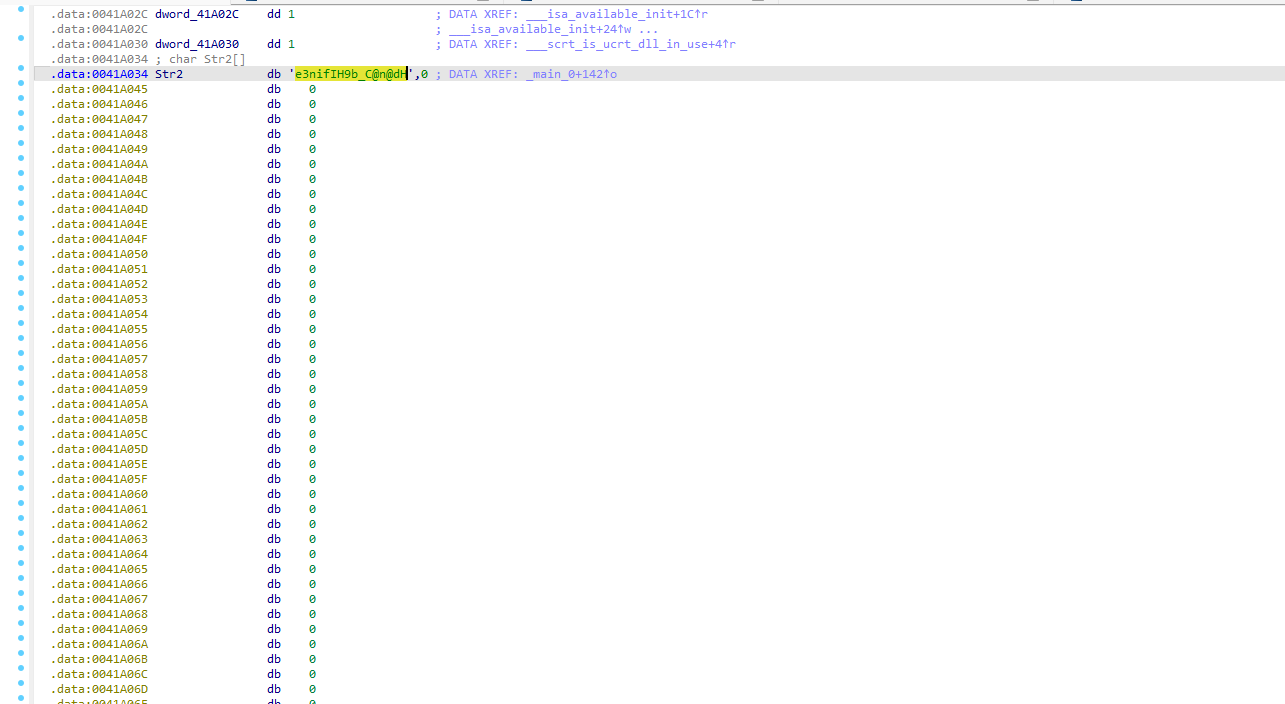 .data:0041A02C dword_41A02C    dd 1                    ; DATA XREF: ___isa_available_init+1C↑r
.data:0041A02C                                         ; ___isa_available_init+24↑w ...
.data:0041A030 dword_41A030    dd 1                    ; DATA XREF: ___scrt_is_ucrt_dll_in_use+4↑r
.data:0041A034 ; char Str2[]
.data:0041A034 Str2            db 'e3nifIH9b_C@n@dH',0 ; DATA XREF: _main_0+142↑o
.data:0041A045                 db    0
.data:0041A046                 db    0
.data:0041A047                 db    0
.data:0041A048                 db    0
.data:0041A049                 db    0
.data:0041A04A                 db    0
.data:0041A04B                 db    0
.data:0041A04C                 db    0
.data:0041A04D                 db    0
.data:0041A04E                 db    0
.data:0041A04F                 db    0
.data:0041A050                 db    0
.data:0041A051                 db    0
.data:0041A052                 db    0
.data:0041A053                 db    0
.data:0041A054                 db    0
.data:0041A055                 db    0
.data:0041A056                 db    0
.data:0041A057                 db    0
.data:0041A058                 db    0
.data:0041A059                 db    0
.data:0041A05A                 db    0
.data:0041A05B                 db    0
.data:0041A05C                 db    0
.data:0041A05D                 db    0
.data:0041A05E                 db    0
.data:0041A05F                 db    0
.data:0041A060                 db    0
.data:0041A061                 db    0
.data:0041A062                 db    0
.data:0041A063                 db    0
.data:0041A064                 db    0
.data:0041A065                 db    0
.data:0041A066                 db    0
.data:0041A067                 db    0
.data:0041A068                 db    0
.data:0041A069                 db    0
.data:0041A06A                 db    0
.data:0041A06B                 db    0
.data:0041A06C                 db    0
.data:0041A06D                 db    0